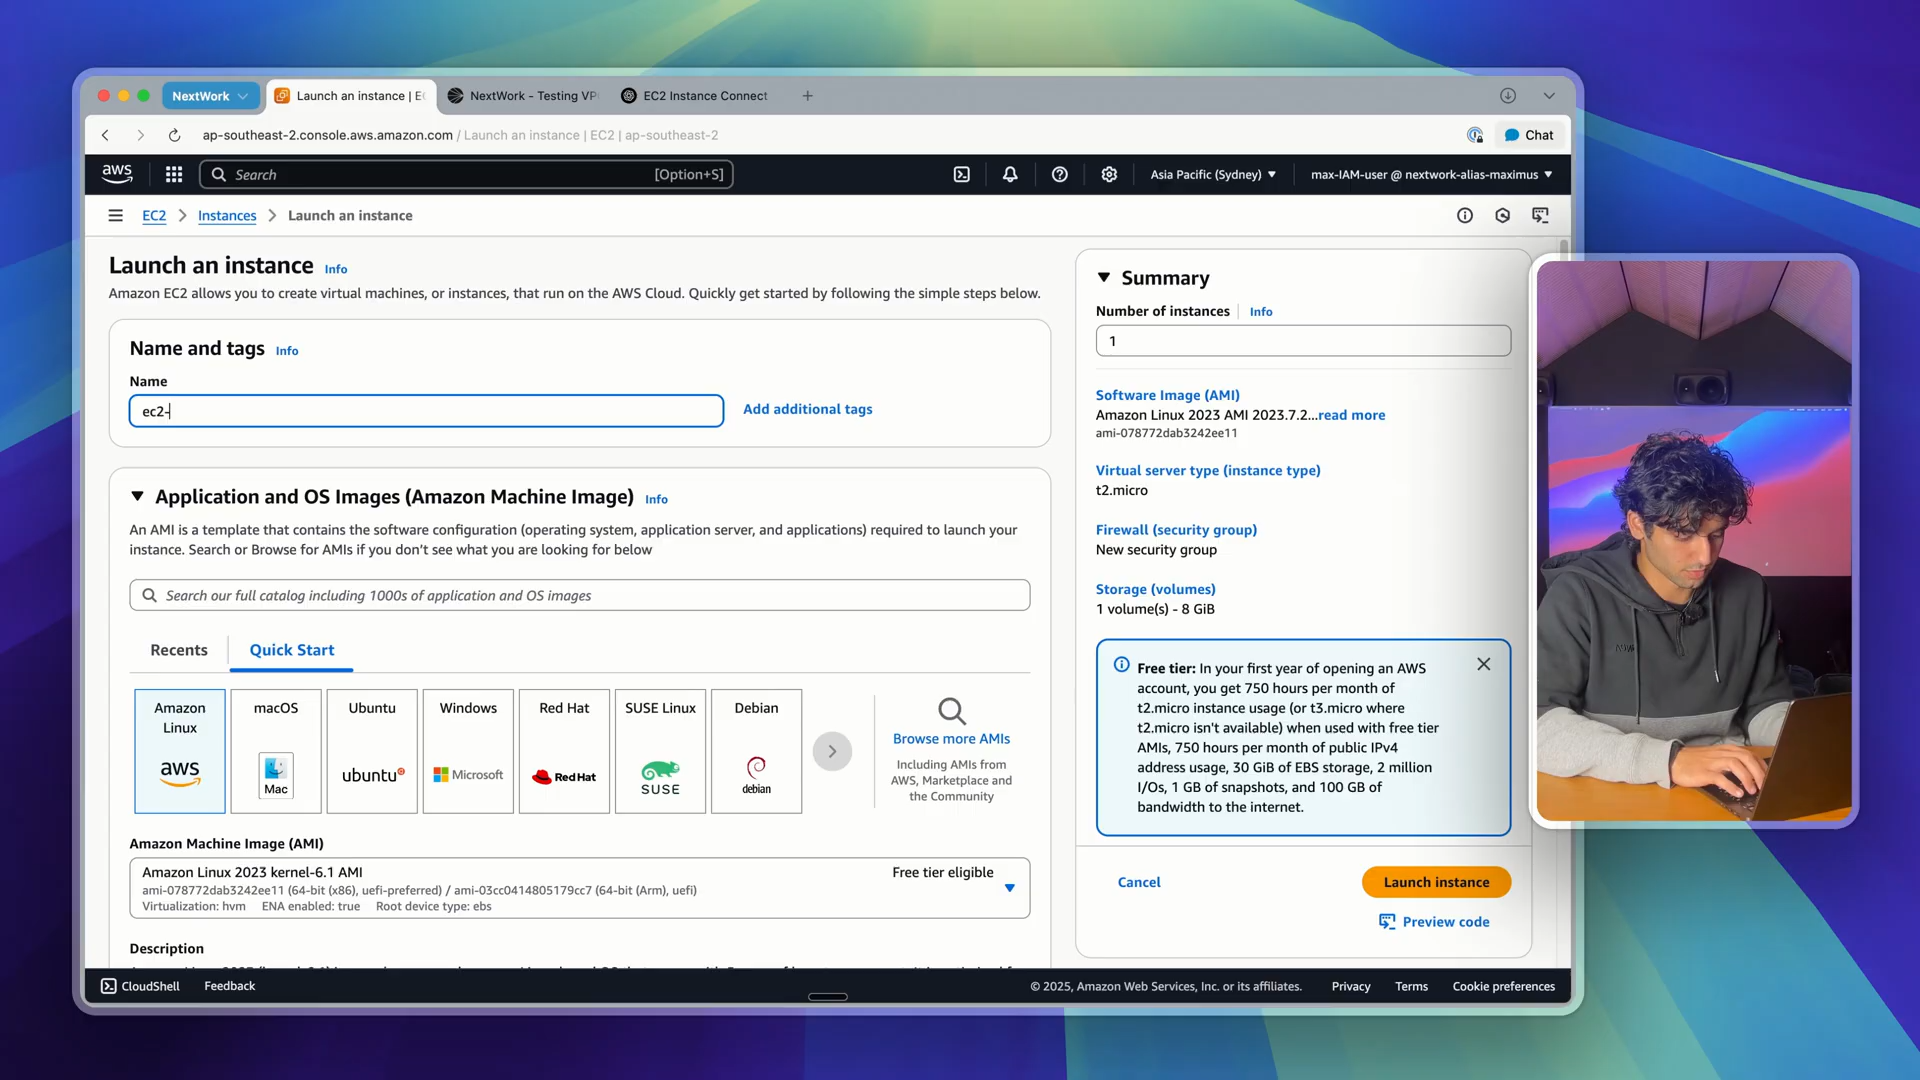 NextWork
Launch an instance | EC
NextWork - Testing VP
EC2 Instance Connect
ap-southeast-2.console.aws.amazon.com / Launch an instance | EC2 | ap-southeast-2
Chat
aws
Search
[Option+S]
Asia Pacific (Sydney)
max-IAM-user @ nextwork-alias-maximus
EC2
Instances
Launch an instance
Launch an instance
Info
Amazon EC2 allows you to create virtual machines, or instances, that run on the AWS Cloud. Quickly get started by following the simple steps below.
Name and tags
Info
Name
ec2-
Add additional tags
Application and OS Images (Amazon Machine Image)
Info
An AMI is a template that contains the software configuration (operating system, application server, and applications) required to launch your
instance. Search or Browse for AMIs if you don't see what you are looking for below
Search our full catalog including 1000s of application and OS images
Recents
Quick Start
Amazon
Linux
aws
macOS
Mac
Ubuntu
ubuntu
Windows
Microsoft
Red Hat
Red Hat
SUSE Linux
SUSE
Debian
debian
Browse more AMIs
Including AMIs from
AWS, Marketplace and
the Community
Amazon Machine Image (AMI)
Amazon Linux 2023 kernel-6.1 AMI
Free tier eligible
ami-078772dab3242ee11 (64-bit (x86), uefi-preferred) / ami-03cc0414805179cc7 (64-bit (Arm), uefi)
Virtualization: hvm ENA enabled: true Root device type: ebs
Description
Summary
Number of instances
Info
1
Software Image (AMI)
Amazon Linux 2023 AMI 2023.7.2...read more
ami-078772dab3242ee11
Virtual server type (instance type)
t2.micro
Firewall (security group)
New security group
Storage (volumes)
1 volume(s) - 8 GiB
Free tier: In your first year of opening an AWS
account, you get 750 hours per month of
t2.micro instance usage (or t3.micro where
t2.micro isn't available) when used with free tier
AMIs, 750 hours per month of public IPv4
address usage, 30 GiB of EBS storage, 2 million
I/Os, 1 GB of snapshots, and 100 GB of
bandwidth to the internet.
Cancel
Launch instance
Preview code
CloudShell
Feedback
© 2025, Amazon Web Services, Inc. or its affiliates.
Privacy
Terms
Cookie preferences